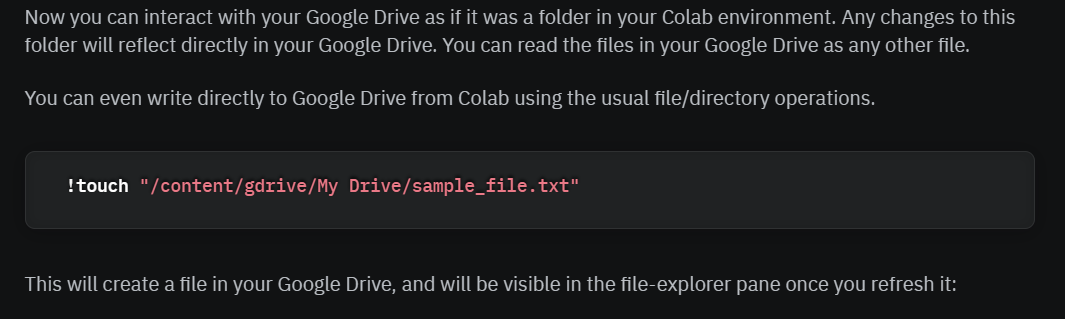 Now you can interact with your Google Drive as if it was a folder in your Colab environment. Any changes to this
folder will reflect directly in your Google Drive. You can read the files in your Google Drive as any other file.
You can even write directly to Google Drive from Colab using the usual file/directory operations.
!touch "/content/gdrive/My Drive/sample_file.txt"
This will create a file in your Google Drive, and will be visible in the file-explorer pane once you refresh it: